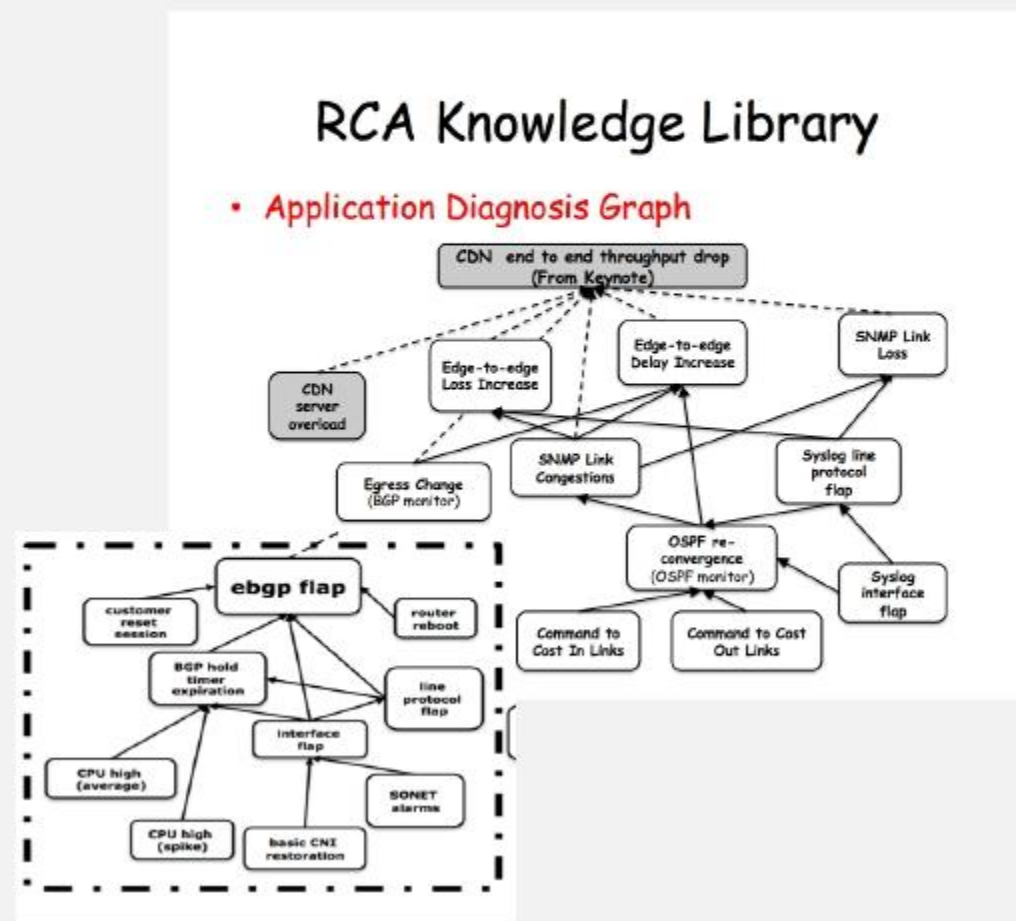 RCA Knowledge Library
• Application Diagnosis Graph
CDN end to end throughput drop
(From Keynote)
SNMP Link
Loss
Edge-to-edge
Delay Increase
Edge-to-edge
Loss Increase
CDN
server
overload
SNMP Link
Congestions
Syslog line
protocol
flap
Egress Change
(BGP monitor)
OSPF re-
convergence
(OSPF monitor)
Syslog
interface
flap
Command to
Cost In Links
Command to Cost
Out Links
ebgp flap
customer
reset
session
router
reboot
BGP hold
timer
expiration
line
protocol
flap
interface
flap
CPU high
(average)
SONET
alarms
CPU high
(spike)
basic CNI
restoration